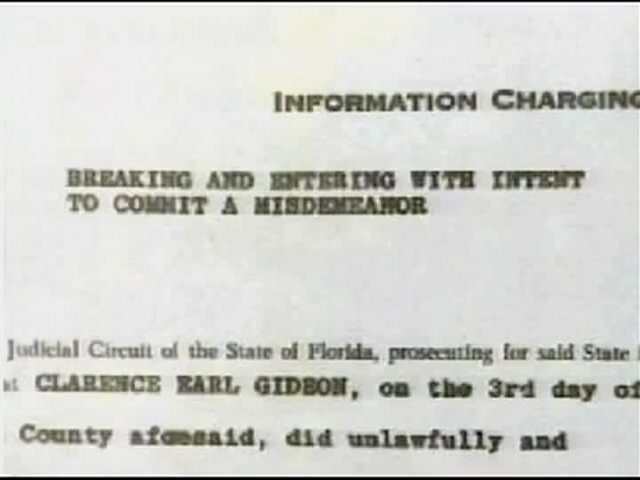 INFORMATION CHARGING
BREAKING AND ENTERING WITH INTENT
TO COMMIT A MISDEMEANOR
Judicial Circuit of the State of Florida, prosecuting for said State
at CLARENCE EARL GIDEON, on the 3rd day of
County aforesaid, did unlawfully and